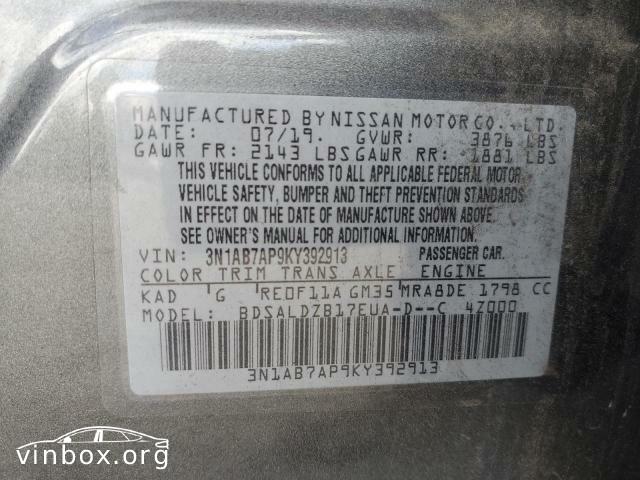 MANUFACTURED BY NISSAN MOTOR CO., LTD.
DATE: 07/19. GVWR: 3876 LBS
GAWR FR: 2143 LBS GAWR RR: 1881 LBS
THIS VEHICLE CONFORMS TO ALL APPLICABLE FEDERAL MOTOR
VEHICLE SAFETY, BUMPER AND THEFT PREVENTION STANDARDS
IN EFFECT ON THE DATE OF MANUFACTURE SHOWN ABOVE.
SEE OWNER'S MANUAL FOR ADDITIONAL INFORMATION.
VIN: 3N1AB7AP9KY392913 PASSENGER CAR.
COLOR TRIM TRANS AXLE ENGINE
KAD G RE0F11A GM35 MRA8DE 1798 CC
MODEL: BDSALDZB17EUA-D--C 4Z000
3N1AB7AP9KY392913
vinbox.org